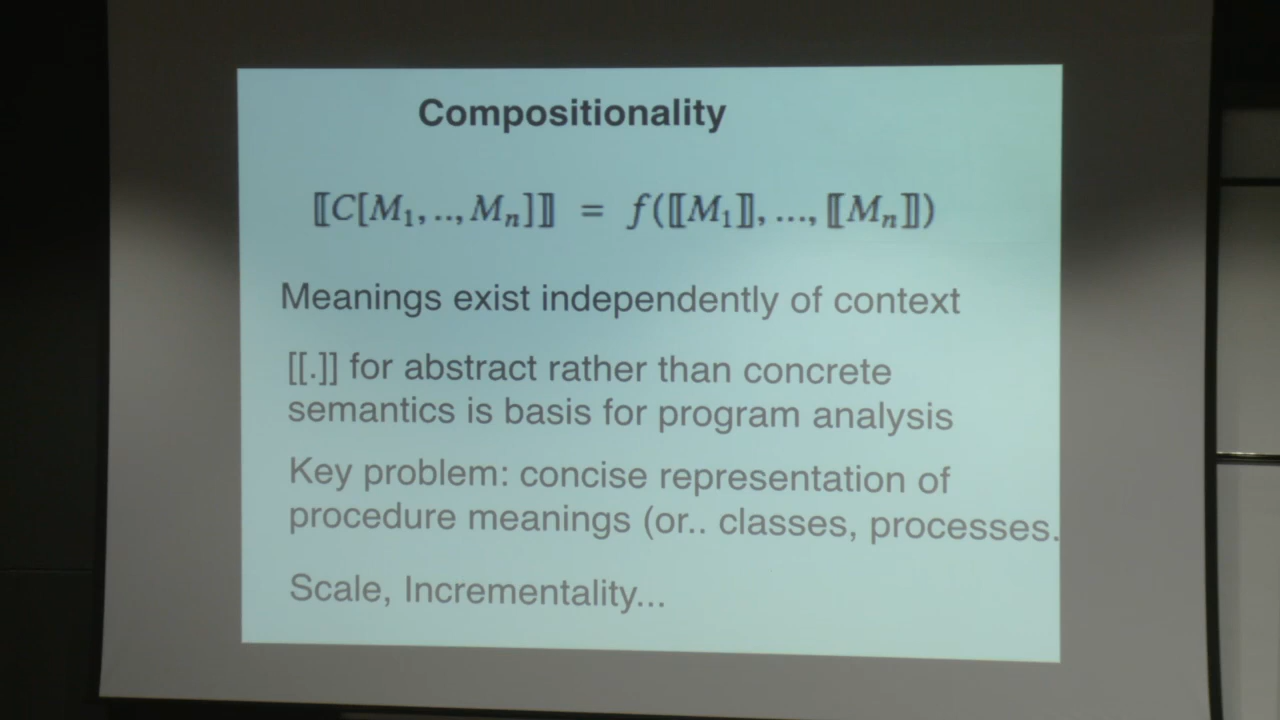 Compositionality
⟦C[M₁, .., Mₙ]⟧ = f(⟦M₁⟧, ..., ⟦Mₙ⟧)
Meanings exist independently of context
[[.]] for abstract rather than concrete
semantics is basis for program analysis
Key problem: concise representation of
procedure meanings (or.. classes, processes.
Scale, Incrementality...